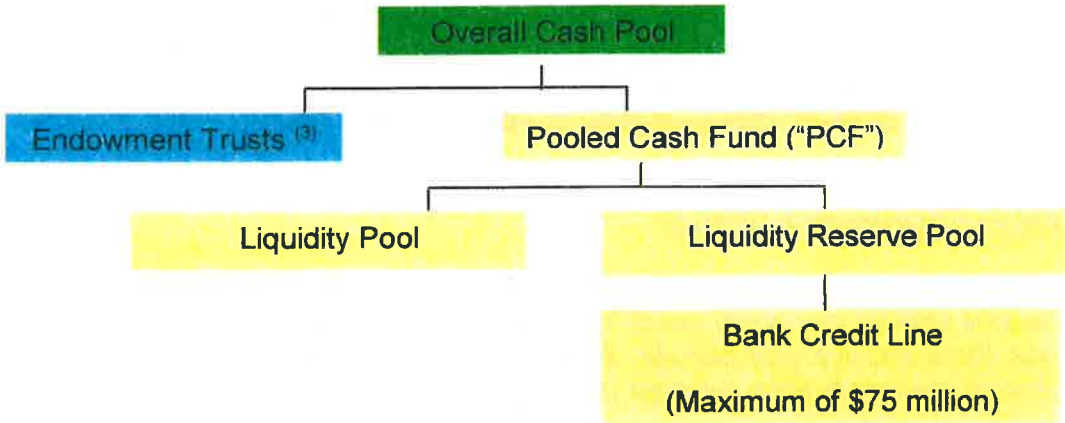 Overall Cash Pool
Endowment Trusts (3)
Pooled Cash Fund ("PCF")
Liquidity Pool
Liquidity Reserve Pool
Bank Credit Line
(Maximum of $75 million)